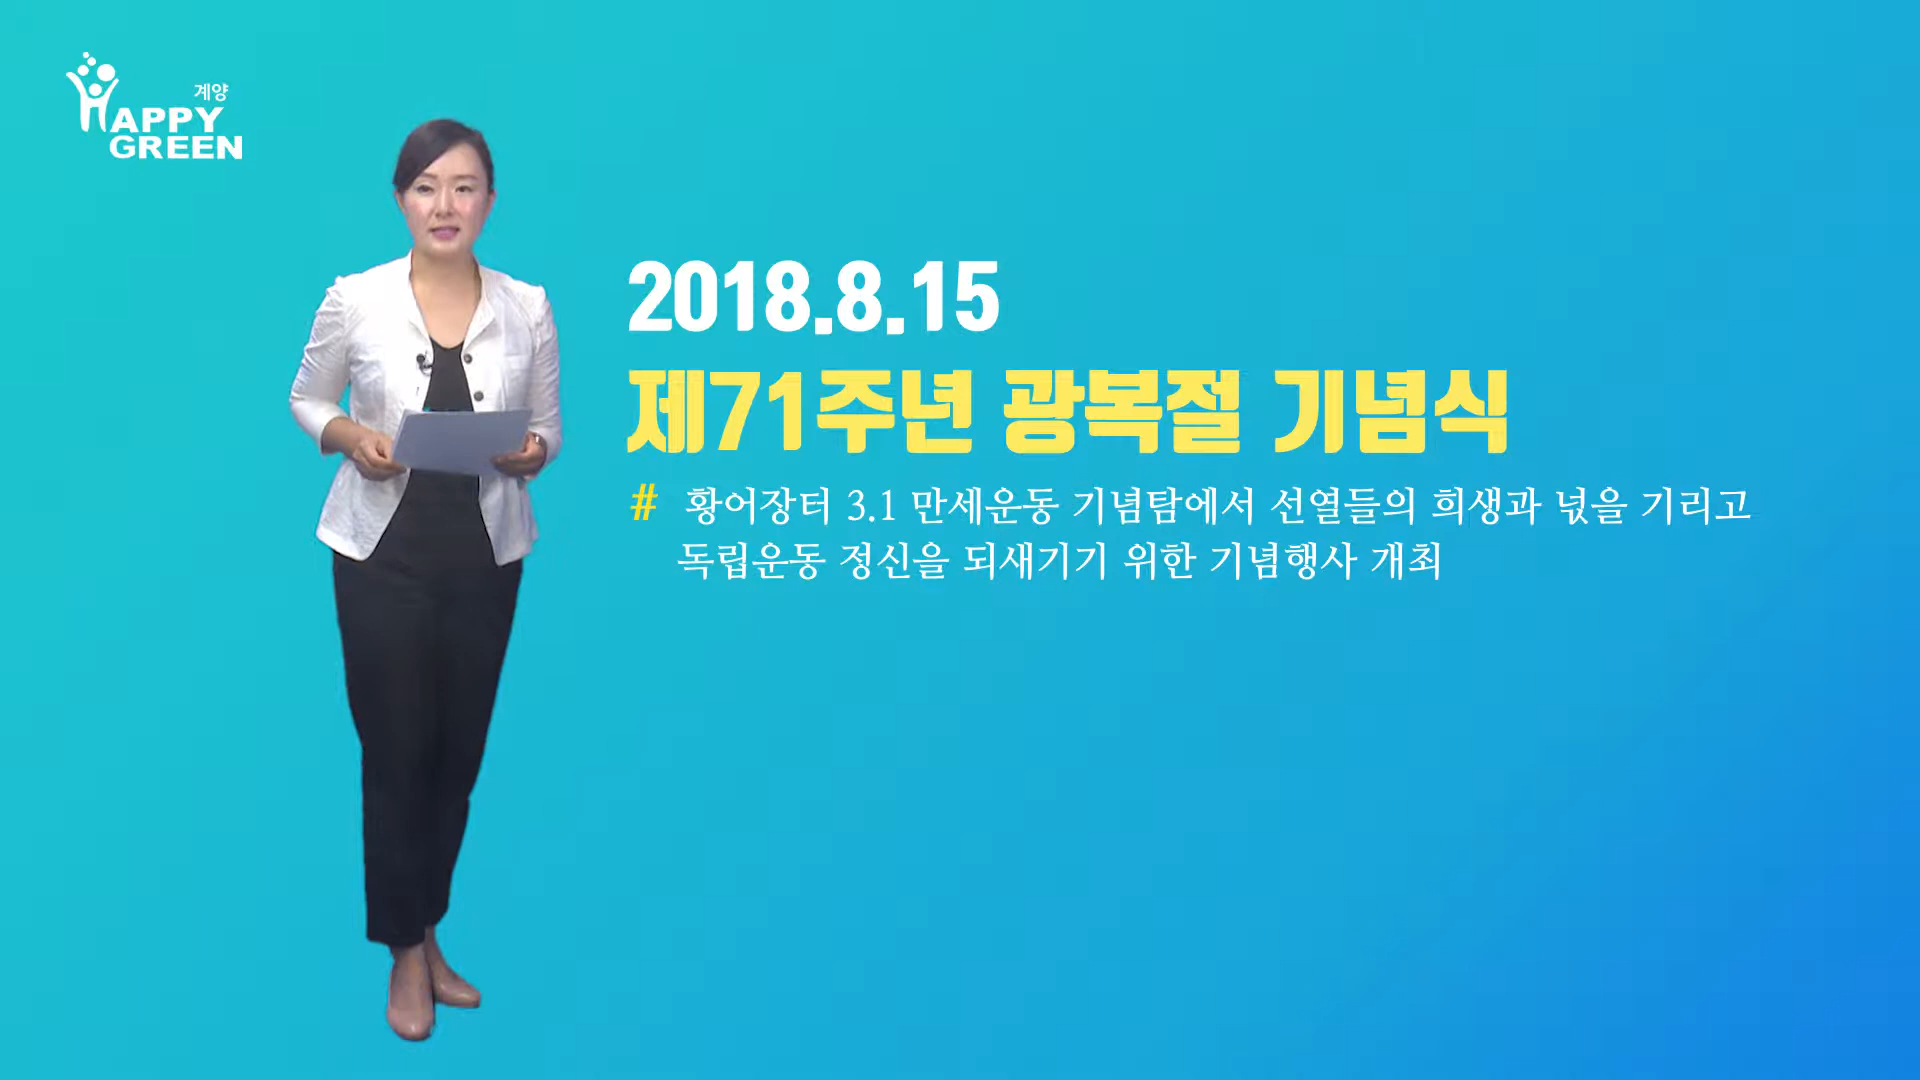 계양
HAPPY
GREEN
2018.8.15
제71주년 광복절 기념식
# 황어장터 3.1 만세운동 기념탑에서 선열들의 희생과 넋을 기리고
독립운동 정신을 되새기기 위한 기념행사 개최